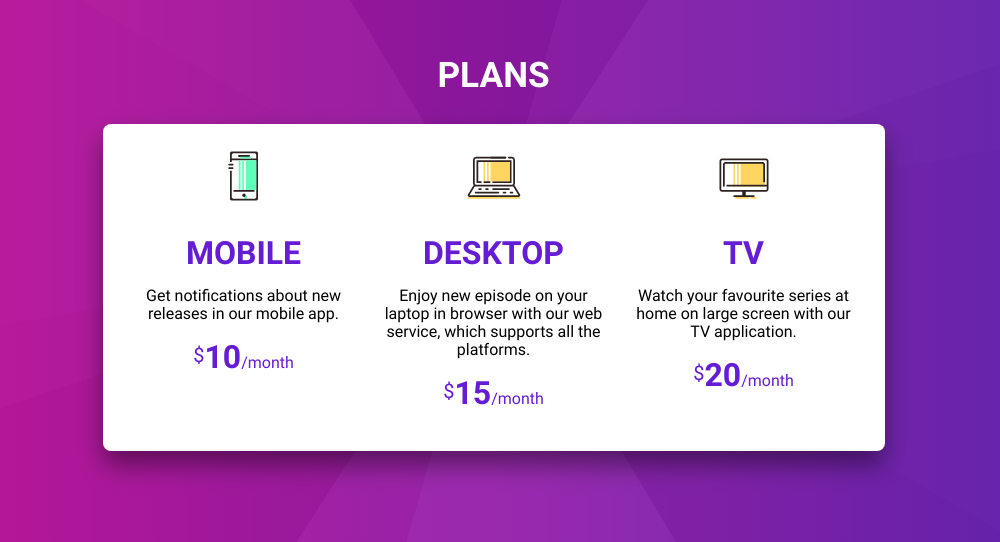 PLANS
MOBILE
Get notifications about new
releases in our mobile app.
$10/month
DESKTOP
Enjoy new episode on your
laptop in browser with our web
service, which supports all the
platforms.
$15/month
TV
Watch your favourite series at
home on large screen with our
TV application.
$20/month